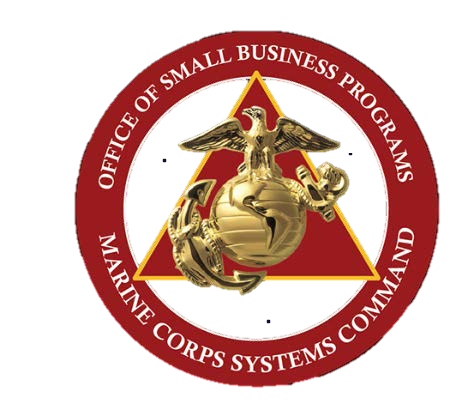 OFFICE OF SMALL BUSINESS PROGRAMS
MARINE CORPS SYSTEMS COMMAND